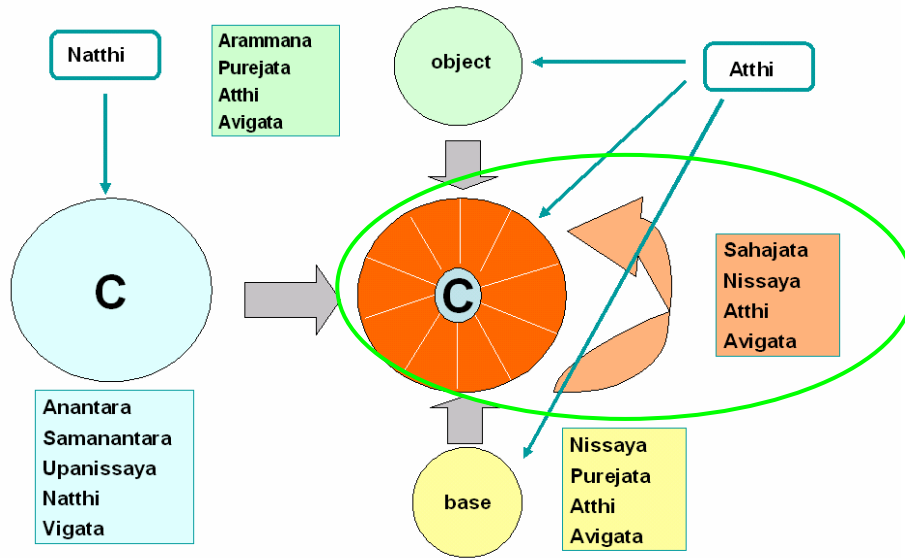 Natthi
Arammana
Purejata
Atthi
Avigata
object
Atthi
C
C
Sahajata
Nissaya
Atthi
Avigata
Anantara
Samanantara
Upanissaya
Natthi
Vigata
base
Nissaya
Purejata
Atthi
Avigata